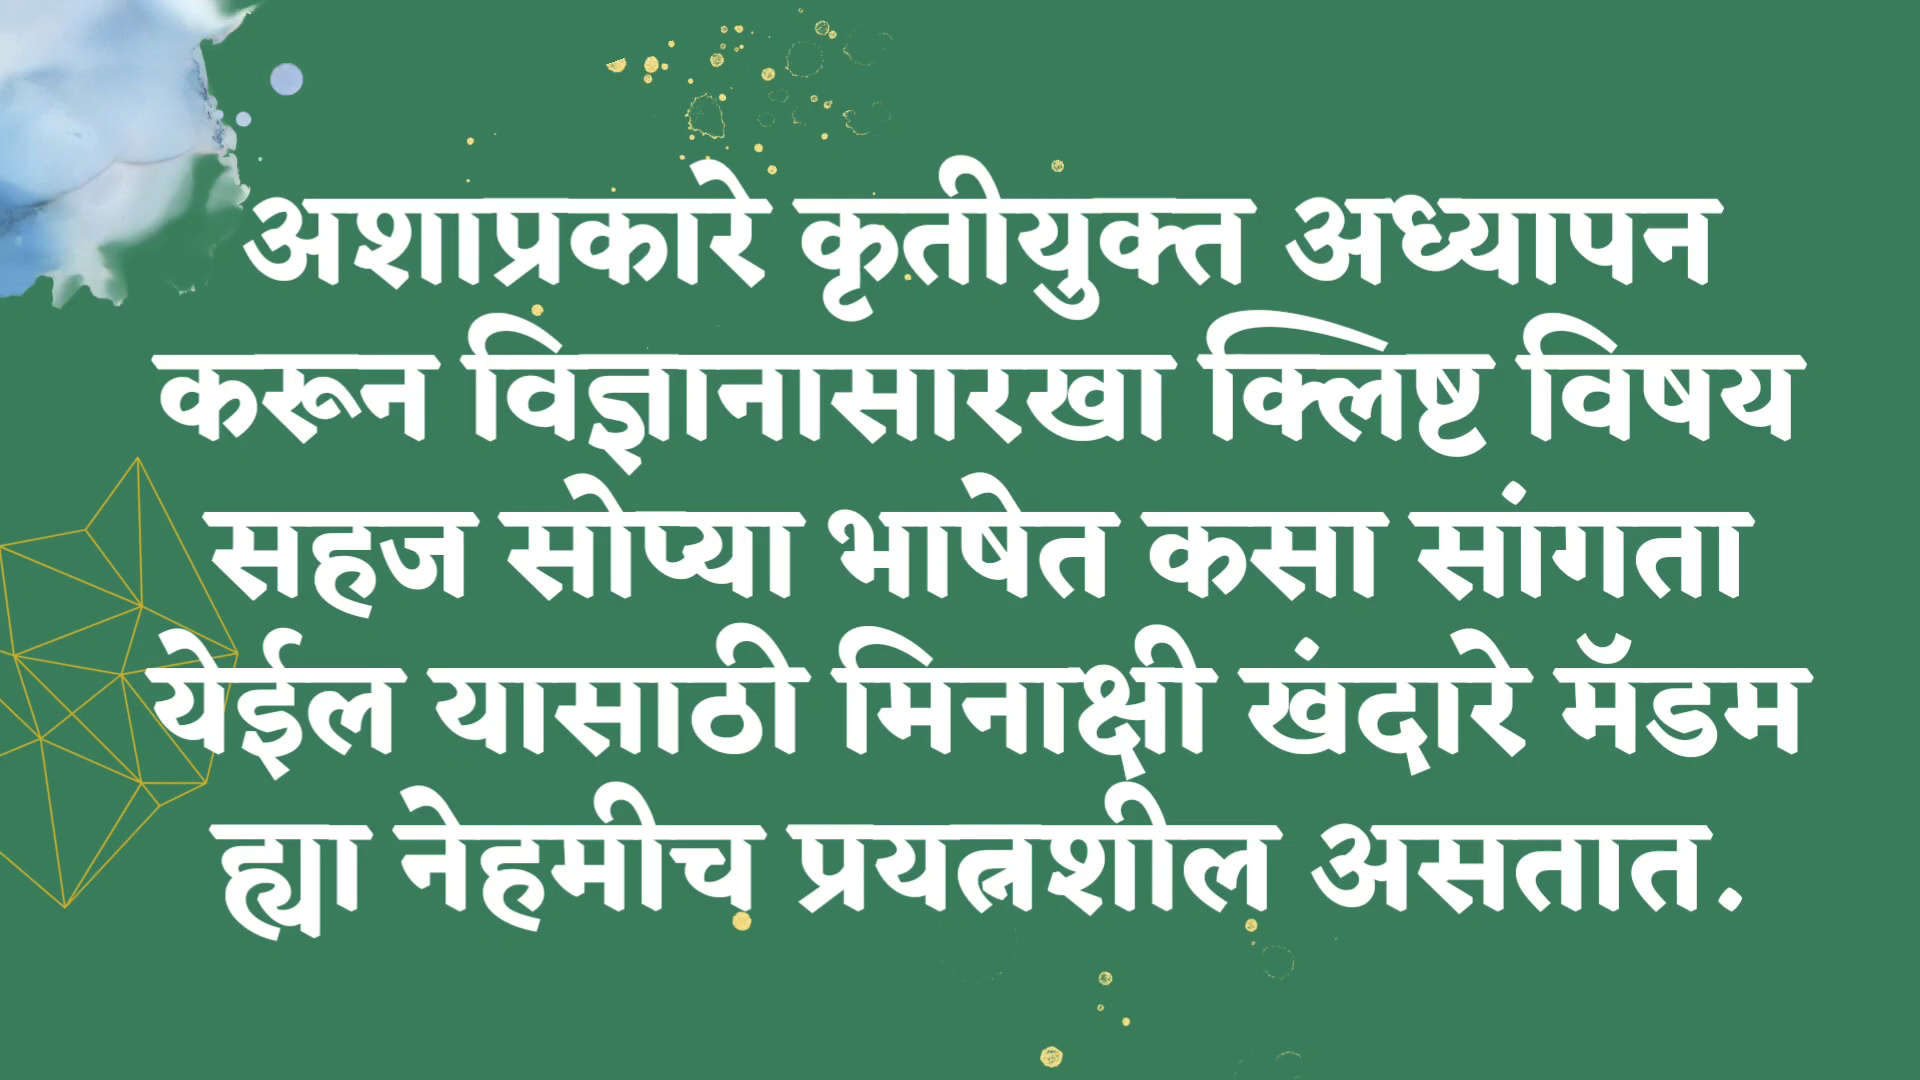 अशाप्रकारे कृतीयुक्त अध्यापन
करून विज्ञानासारखा क्लिष्ट विषय
सहज सोप्या भाषेत कसा सांगता
येईल यासाठी मिनाक्षी खंदारे मॅडम
ह्या नेहमीच प्रयत्नशील असतात.